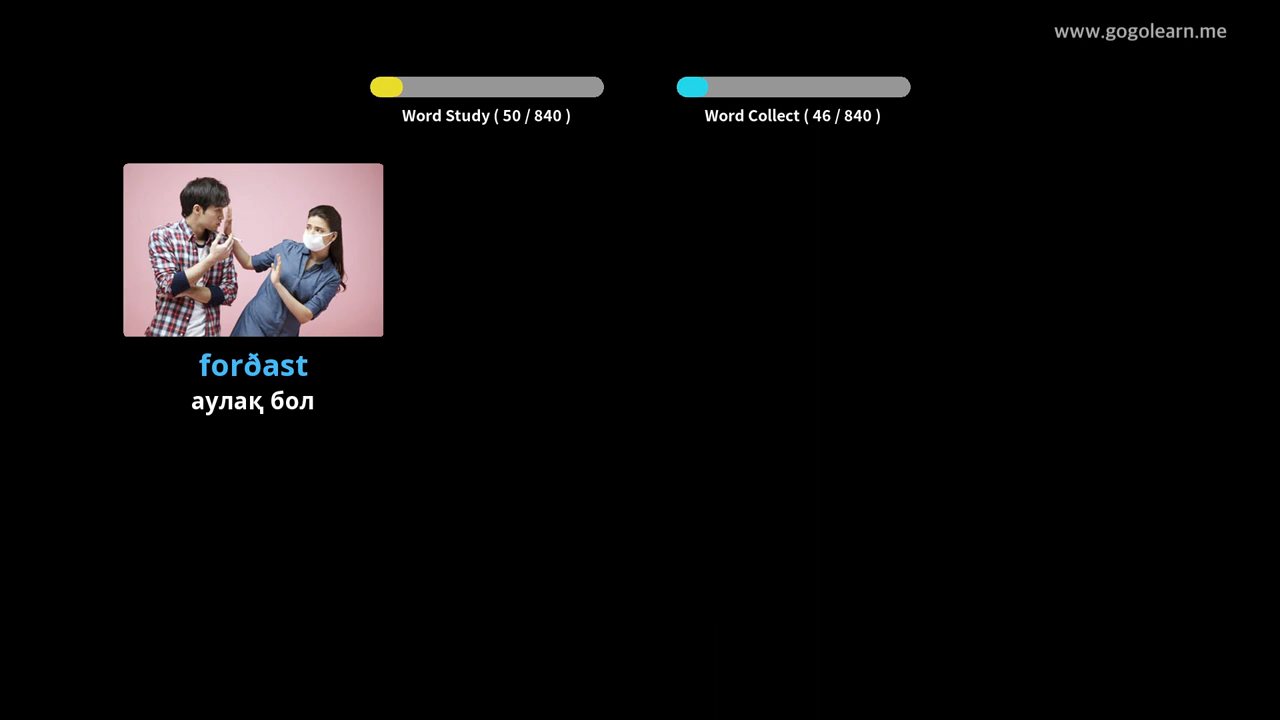 www.gogolearn.me
Word Study ( 50 / 840 )
Word Collect ( 46 / 840 )
forðast
аулақ бол